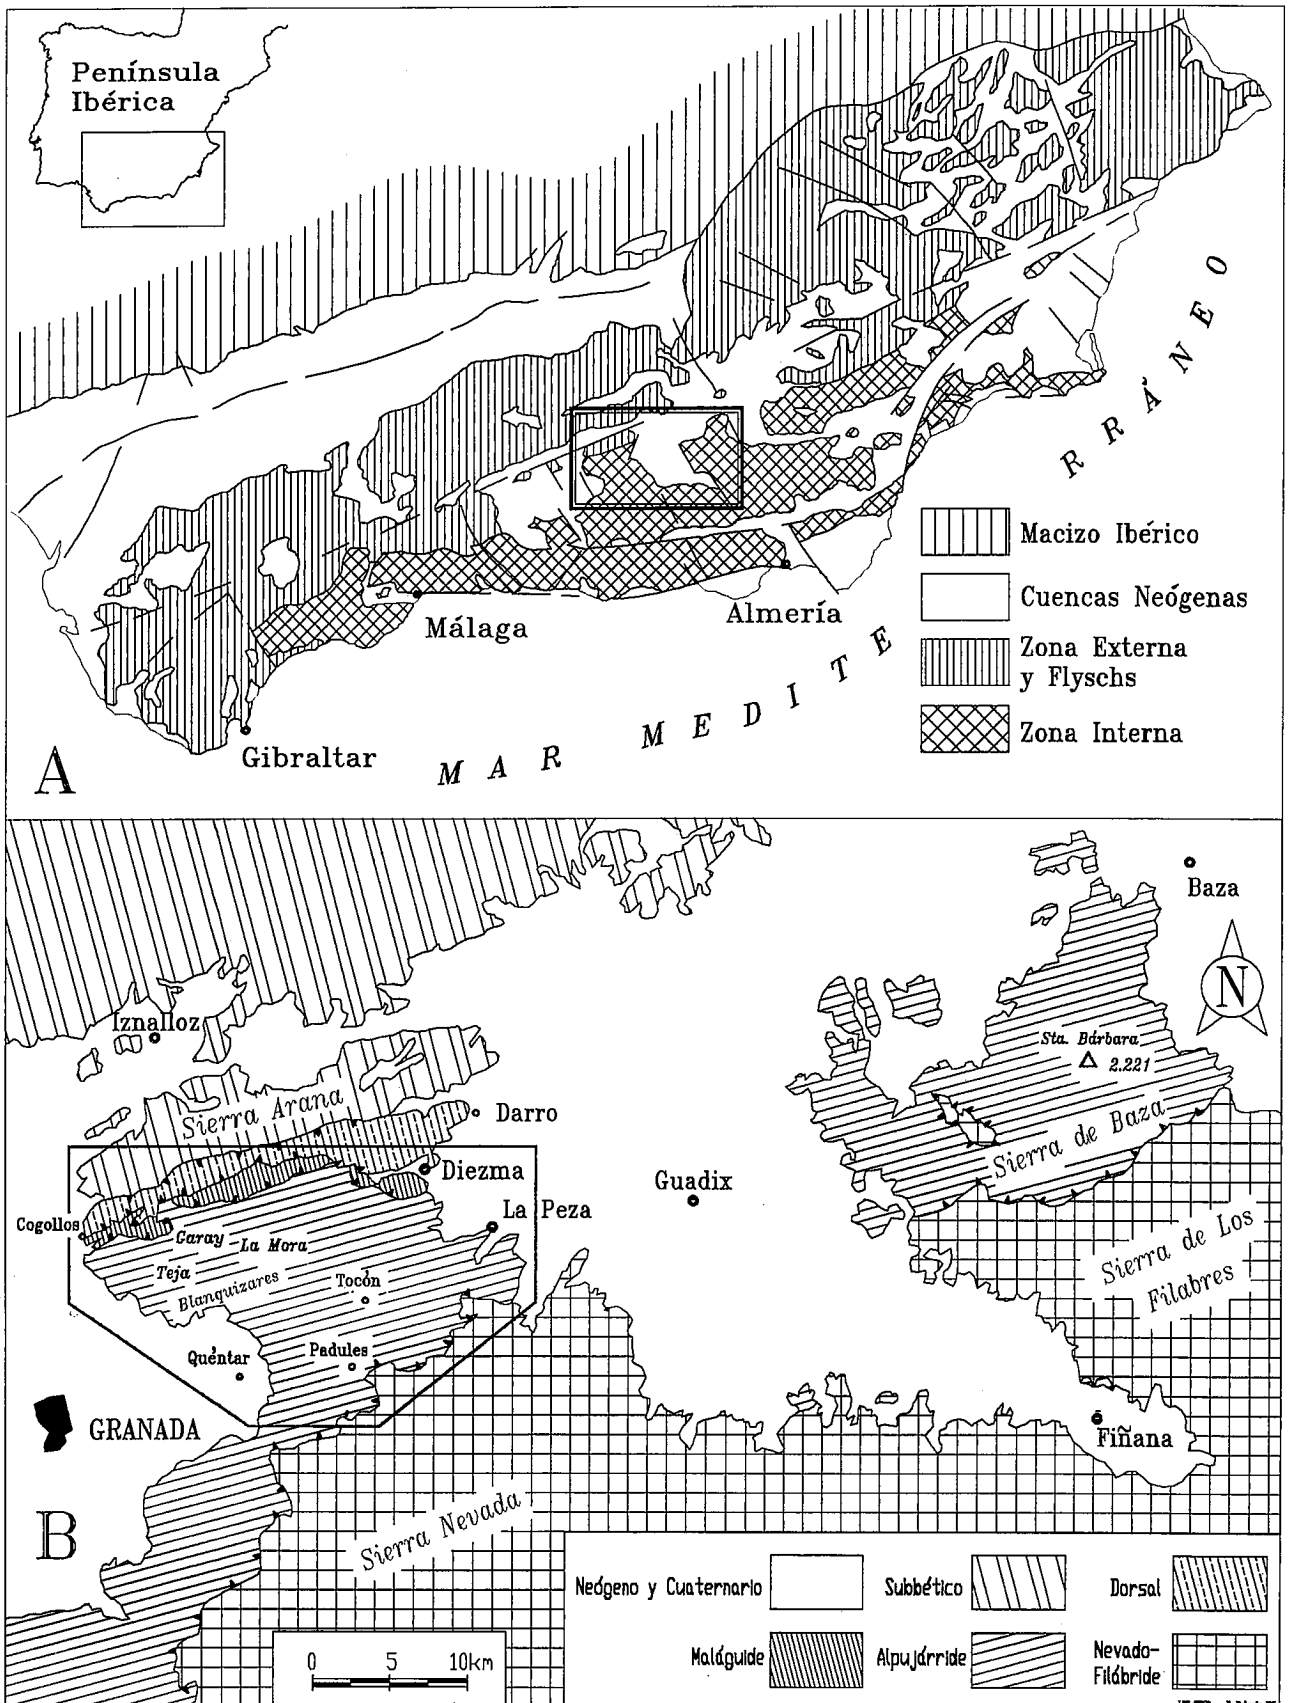 Península
Ibérica
MAR MEDITERRÁNEO
Málaga
Almería
Gibraltar
Macizo Ibérico
Cuencas Neógenas
Zona Externa
y Flyschs
Zona Interna
A
Baza
N
Iznalloz
Sta. Bárbara
2.221
Sierra Arana
Darro
Sierra de Baza
Diezma
Guadix
La Peza
Cogollos
Garay
La Mora
Teja
Blanquizares
Tocón
Sierra de Los
Filabres
Quéntar
Padules
GRANADA
Fiñana
B
Sierra Nevada
Neógeno y Cuaternario
Subbético
Dorsal
Maláguide
Alpujárride
Nevado-
Filábride
0 5 10km